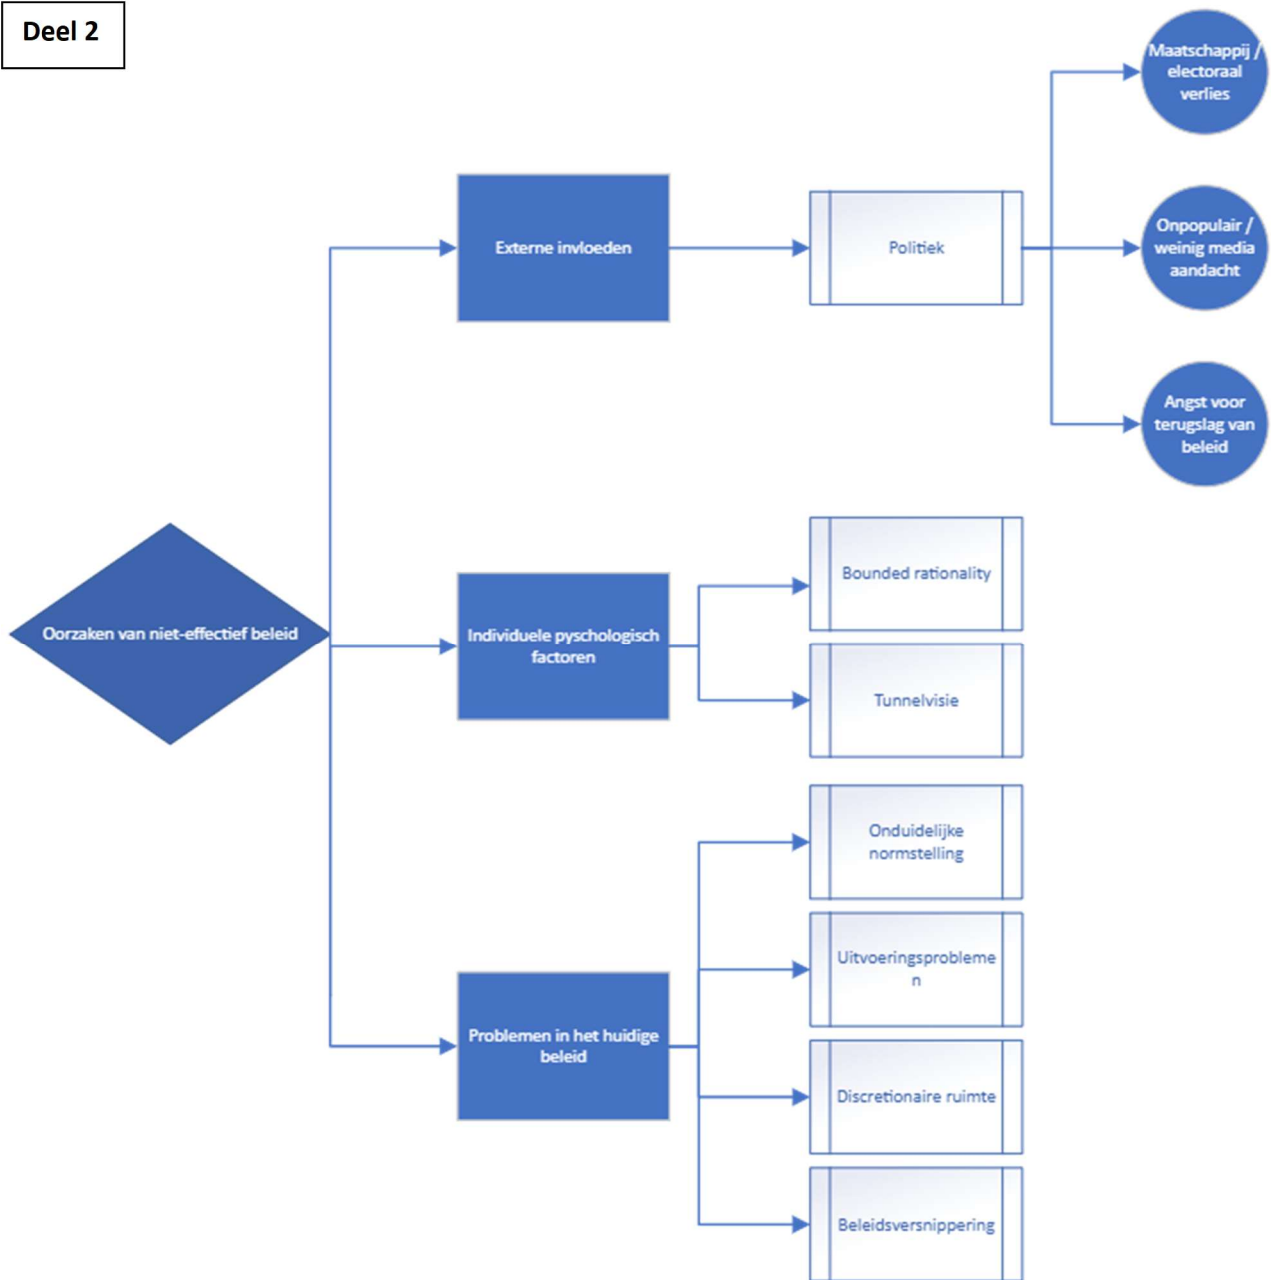 Deel 2
Maatschappij /
electoraal
verlies
Externe invloeden
Politiek
Onpopulair /
weinig media
aandacht
Angst voor
terugslag van
beleid
Oorzaken van niet-effectief beleid
Individuele pyschologisch
factoren
Bounded rationality
Tunnelvisie
Problemen in het huidige
beleid
Onduidelijke
normstelling
Uitvoeringsprobleme
n
Discretionaire ruimte
Beleidsversnippering